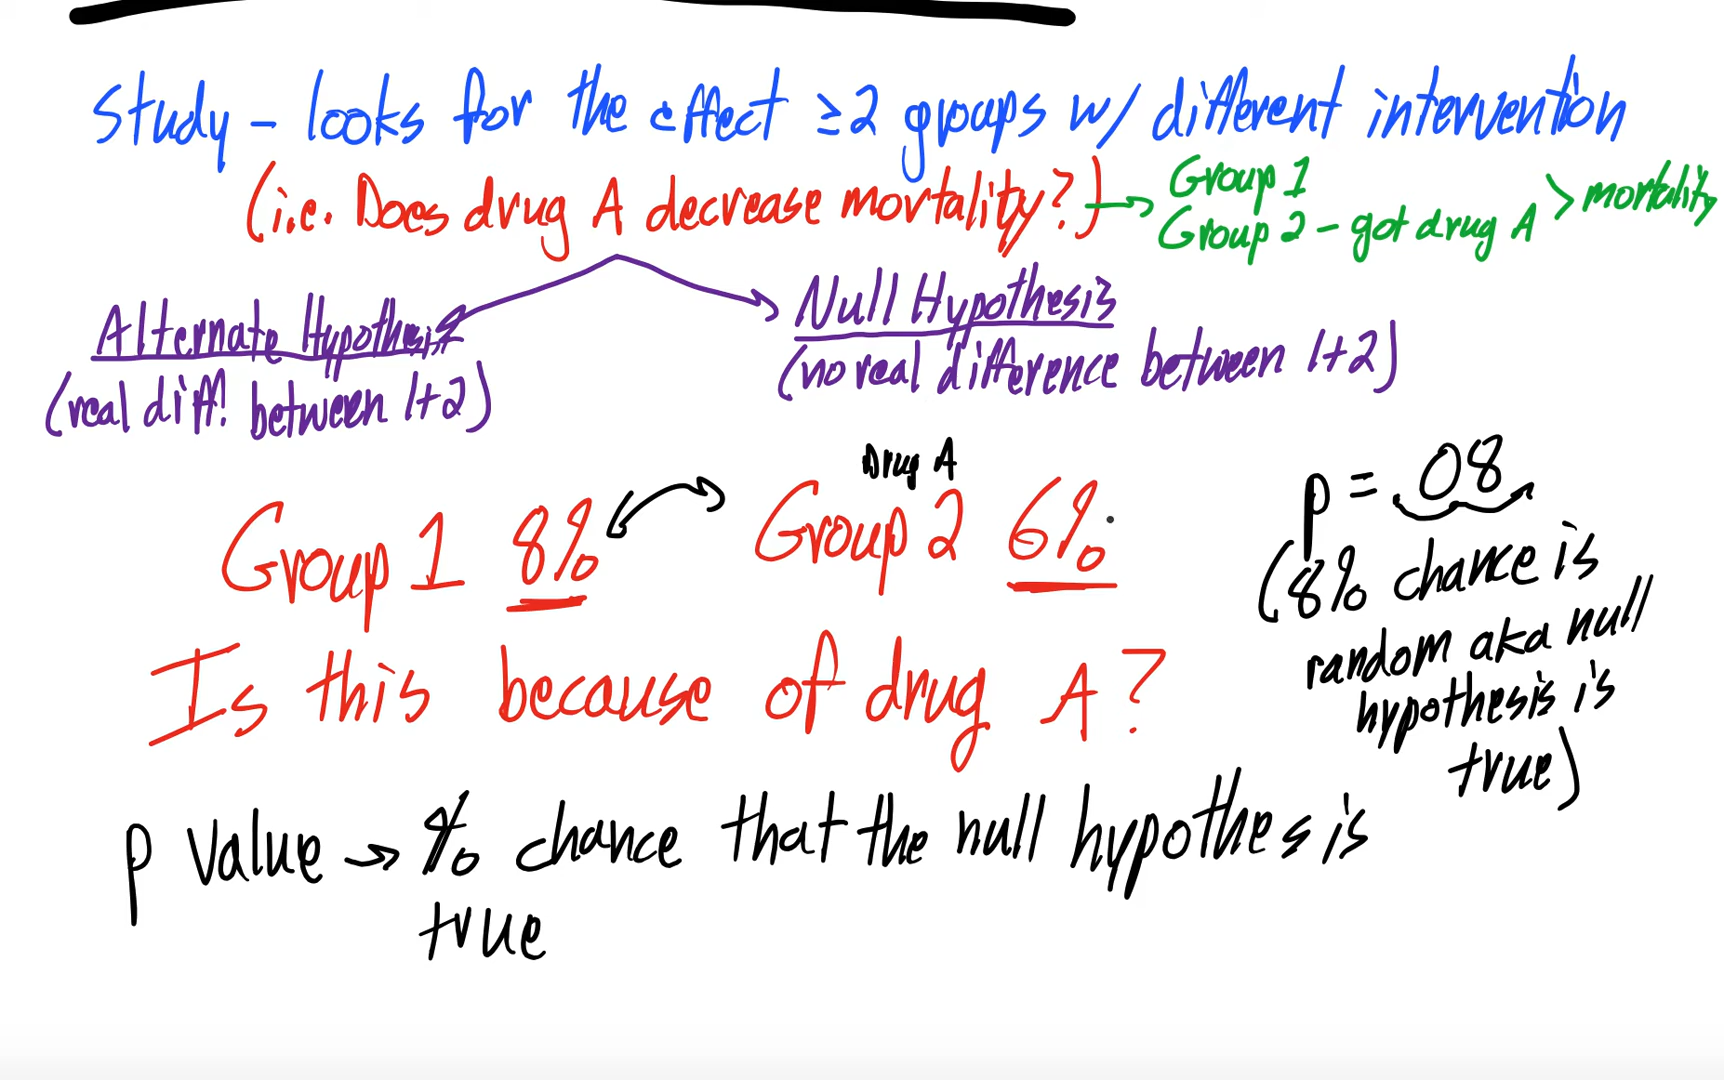 Study - looks for the effect ≥2 groups w/ different intervention
(i.e. Does drug A decrease mortality?) → Group 1
Group 2 - got drug A > mortality
Alternate Hypothesis
(real diff. between 1+2)
Null Hypothesis
(no real difference between 1+2)
Group 1 8%
Drug A
Group 2 6%
Is this because of drug A?
p = .08
(8% chance is
random aka null
hypothesis is
true)
p value → % chance that the null hypothesis is
true